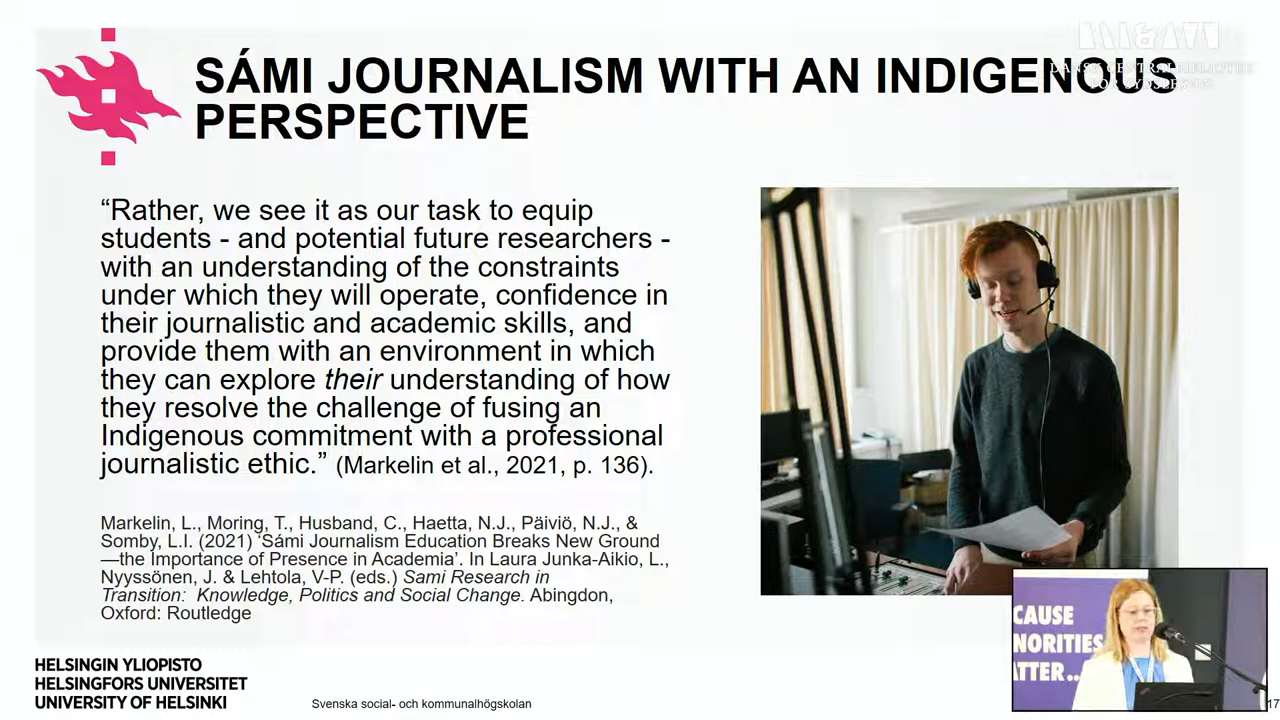 SÁMI JOURNALISM WITH AN INDIGENOUS
PERSPECTIVE
DANSK CENTRALBIBLIOTEK
FOR SYDSLESVIG
“Rather, we see it as our task to equip
students - and potential future researchers -
with an understanding of the constraints
under which they will operate, confidence in
their journalistic and academic skills, and
provide them with an environment in which
they can explore their understanding of how
they resolve the challenge of fusing an
Indigenous commitment with a professional
journalistic ethic.” (Markelin et al., 2021, p. 136).
Markelin, L., Moring, T., Husband, C., Haetta, N.J., Päiviö, N.J., &
Somby, L.I. (2021) ‘Sámi Journalism Education Breaks New Ground
—the Importance of Presence in Academia’. In Laura Junka-Aikio, L.,
Nyyssönen, J. & Lehtola, V-P. (eds.) Sami Research in
Transition: Knowledge, Politics and Social Change. Abingdon,
Oxford: Routledge
CAUSE
NORITIES
ATTER...
HELSINGIN YLIOPISTO
HELSINGFORS UNIVERSITET
UNIVERSITY OF HELSINKI
Svenska social- och kommunalhögskolan
17